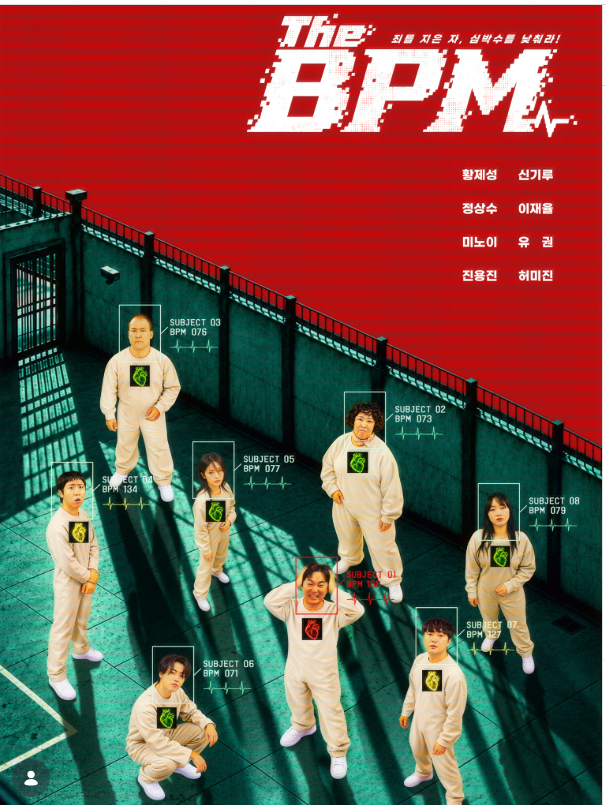 The
죄를 지은 자, 심박수를 낮춰라!
BPM
황제성 신기루
정상수 이재율
미노이 유 권
진용진 허미진
SUBJECT 03
BPM 076
SUBJECT 02
BPM 073
SUBJECT 05
BPM 077
SUBJECT 04
BPM 134
SUBJECT 08
BPM 079
SUBJECT 01
BPM
SUBJECT 07
BPM 127
SUBJECT 06
BPM 071